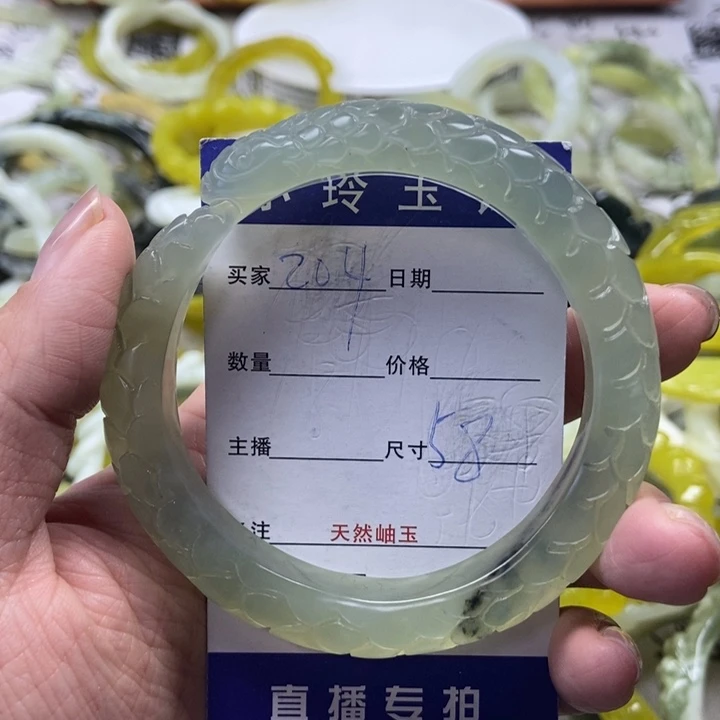 玲玉
买家 204 日期
数量 价格
主播 尺寸 58
注 天然岫玉
直播专拍